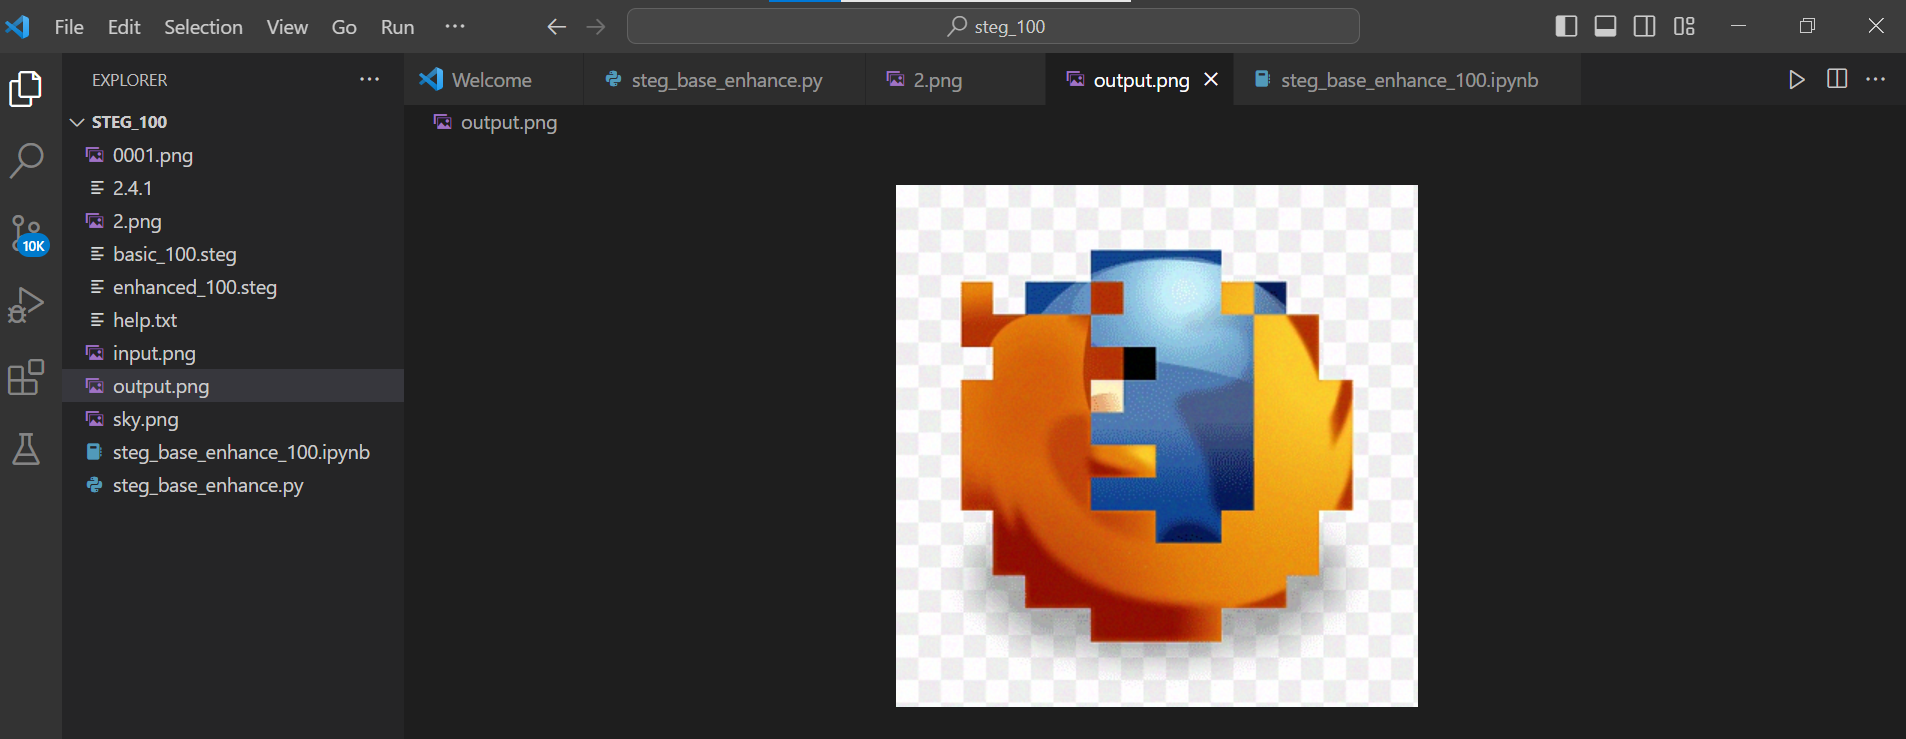 File Edit Selection View Go Run ···
steg_100
EXPLORER ···
Welcome
steg_base_enhance.py
2.png
output.png
steg_base_enhance_100.ipynb
output.png
STEG_100
0001.png
2.4.1
2.png
basic_100.steg
enhanced_100.steg
help.txt
input.png
output.png
sky.png
steg_base_enhance_100.ipynb
steg_base_enhance.py
10K